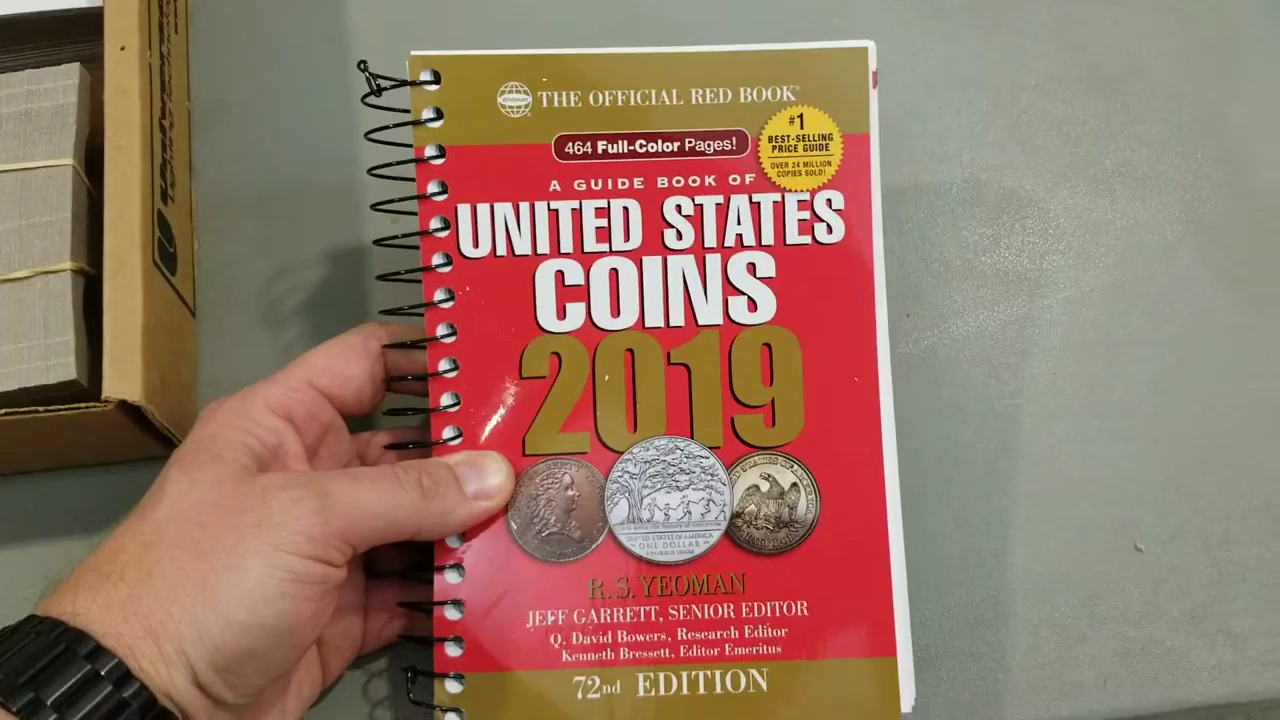 Whitman
THE OFFICIAL RED BOOK®
#1
BEST-SELLING
PRICE GUIDE
OVER 24 MILLION
COPIES SOLD!
464 Full-Color Pages!
A GUIDE BOOK OF
UNITED STATES
COINS
2019
UNITED STATES OF AMERICA
ONE DOLLAR
R. S. YEOMAN
JEFF GARRETT, SENIOR EDITOR
Q. David Bowers, Research Editor
Kenneth Bressett, Editor Emeritus
72nd EDITION